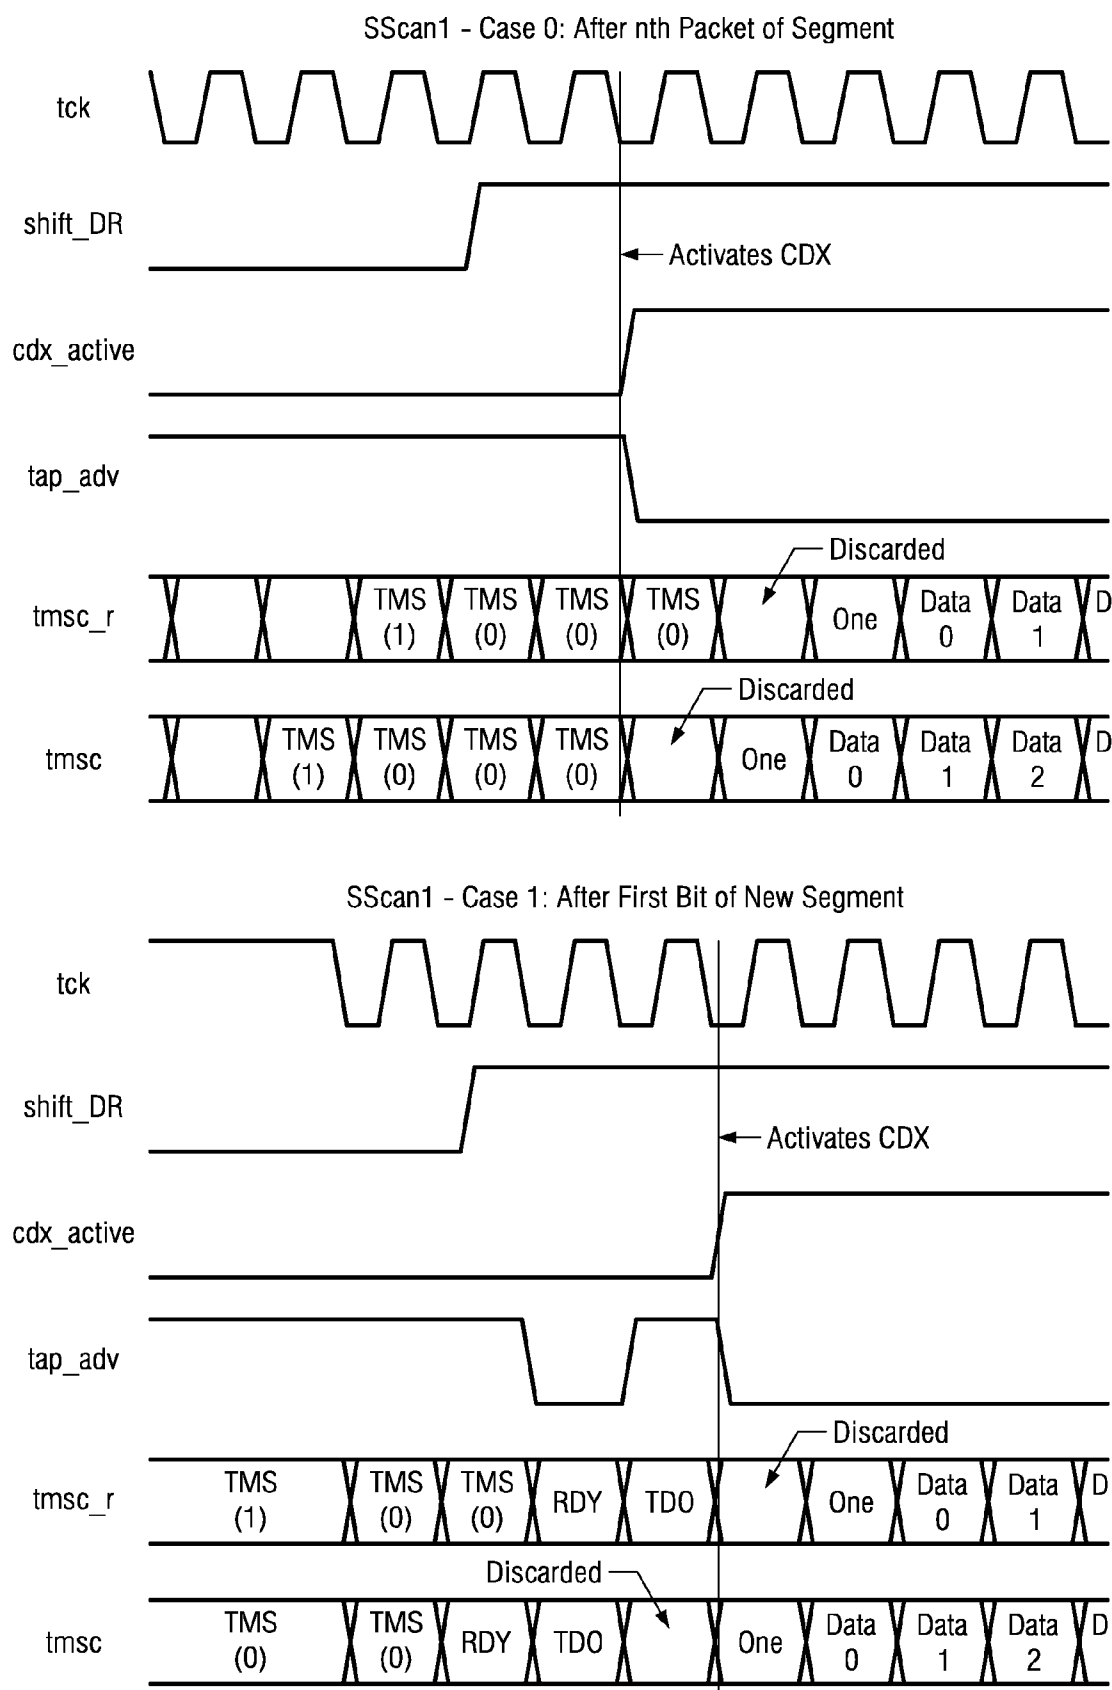 SScan1 - Case 0: After nth Packet of Segment
tck
shift_DR
Activates CDX
cdx_active
tap_adv
Discarded
tmsc_r
TMS (1)
TMS (0)
TMS (0)
TMS (0)
One
Data 0
Data 1
D
Discarded
tmsc
TMS (1)
TMS (0)
TMS (0)
TMS (0)
One
Data 0
Data 1
Data 2
D
SScan1 - Case 1: After First Bit of New Segment
tck
shift_DR
Activates CDX
cdx_active
tap_adv
Discarded
tmsc_r
TMS (1)
TMS (0)
TMS (0)
RDY
TDO
One
Data 0
Data 1
D
Discarded
tmsc
TMS (0)
TMS (0)
RDY
TDO
One
Data 0
Data 1
Data 2
D